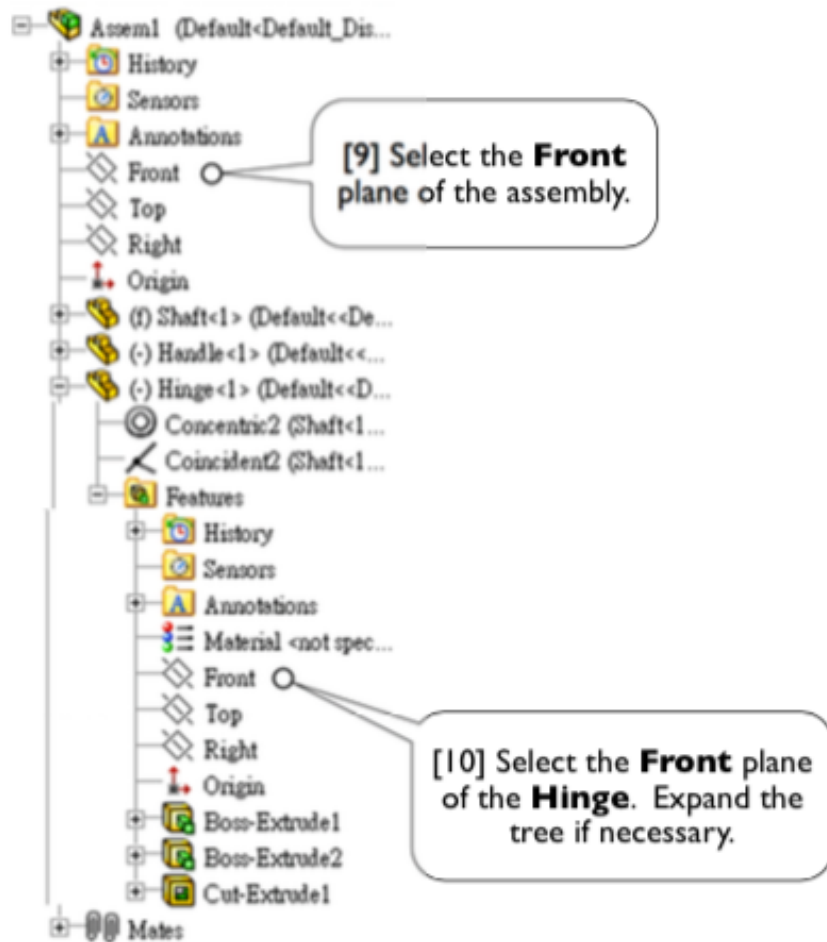 Assem1 (Default<Default_Dis...
History
Sensors
Annotations
Front
[9] Select the Front
plane of the assembly.
Top
Right
Origin
(f) Shaft<1> (Default<<De...
(-) Handle<1> (Default<<...
(-) Hinge<1> (Default<<D...
Concentric2 (Shaft<1...
Coincident2 (Shaft<1...
Features
History
Sensors
A Annotations
Material <not spec...
Front
Top
Right
Origin
[10] Select the Front plane
of the Hinge. Expand the
tree if necessary.
Boss-Extrude1
Boss-Extrude2
Cut-Extrude1
Mates